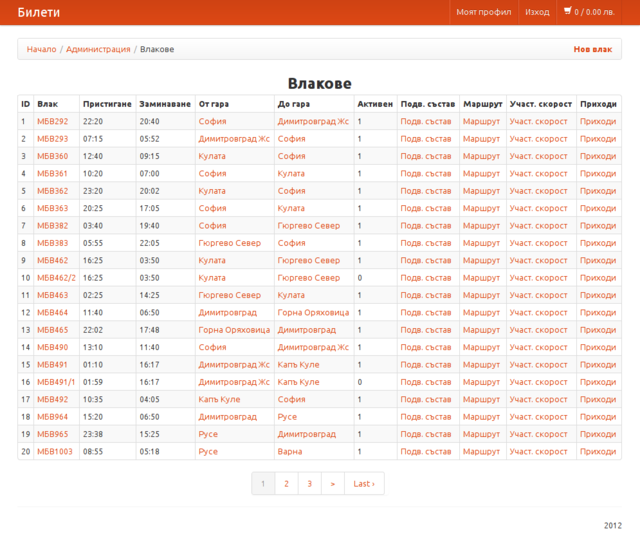 Билети Моят профил Изход 0 / 0.00 лв.
Начало / Администрация / Влакове Нов влак
Влакове
ID Влак Пристигане Заминаване От гара До гара Активен Подв. състав Маршрут Участ. скорост Приходи
1 МБВ292 22:20 20:40 София Димитровград Жс 1 Подв. състав Маршрут Участ. скорост Приходи
2 МБВ293 07:15 05:52 Димитровград Жс София 1 Подв. състав Маршрут Участ. скорост Приходи
3 МБВ360 12:40 09:15 Кулата София 1 Подв. състав Маршрут Участ. скорост Приходи
4 МБВ361 10:20 07:00 София Кулата 1 Подв. състав Маршрут Участ. скорост Приходи
5 МБВ362 23:20 20:02 Кулата София 1 Подв. състав Маршрут Участ. скорост Приходи
6 МБВ363 20:25 17:05 София Кулата 1 Подв. състав Маршрут Участ. скорост Приходи
7 МБВ382 03:40 19:40 София Гюргево Север 1 Подв. състав Маршрут Участ. скорост Приходи
8 МБВ383 05:55 22:05 Гюргево Север София 1 Подв. състав Маршрут Участ. скорост Приходи
9 МБВ462 16:25 03:50 Кулата Гюргево Север 1 Подв. състав Маршрут Участ. скорост Приходи
10 МБВ462/2 16:25 03:50 Кулата Гюргево Север 0 Подв. състав Маршрут Участ. скорост Приходи
11 МБВ463 02:25 14:25 Гюргево Север Кулата 1 Подв. състав Маршрут Участ. скорост Приходи
12 МБВ464 11:40 06:50 Димитровград Горна Оряховица 1 Подв. състав Маршрут Участ. скорост Приходи
13 МБВ465 22:02 17:48 Горна Оряховица Димитровград 1 Подв. състав Маршрут Участ. скорост Приходи
14 МБВ490 13:10 11:40 София Димитровград Жс 1 Подв. състав Маршрут Участ. скорост Приходи
15 МБВ491 01:10 16:17 Димитровград Жс Капъ Куле 1 Подв. състав Маршрут Участ. скорост Приходи
16 МБВ491/1 01:59 16:17 Димитровград Жс Капъ Куле 0 Подв. състав Маршрут Участ. скорост Приходи
17 МБВ492 10:35 04:05 Капъ Куле София 1 Подв. състав Маршрут Участ. скорост Приходи
18 МБВ964 15:20 06:50 Димитровград Русе 1 Подв. състав Маршрут Участ. скорост Приходи
19 МБВ965 23:38 15:25 Русе Димитровград 1 Подв. състав Маршрут Участ. скорост Приходи
20 МБВ1003 08:55 05:18 Русе Варна 1 Подв. състав Маршрут Участ. скорост Приходи
1 2 3 > Last ›
2012